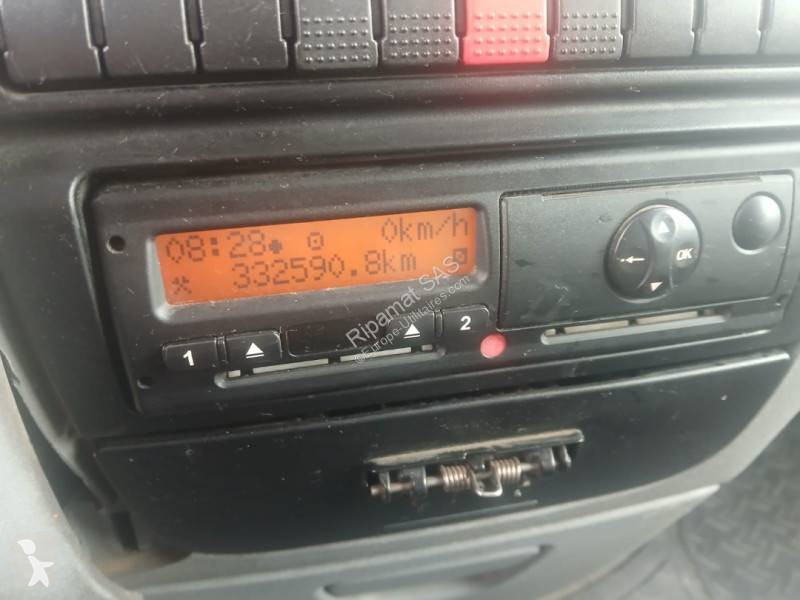 08:28 0km/h
332590.8km
1
2
OK
Ripamat SAS
©Europe-Utilitaires.com